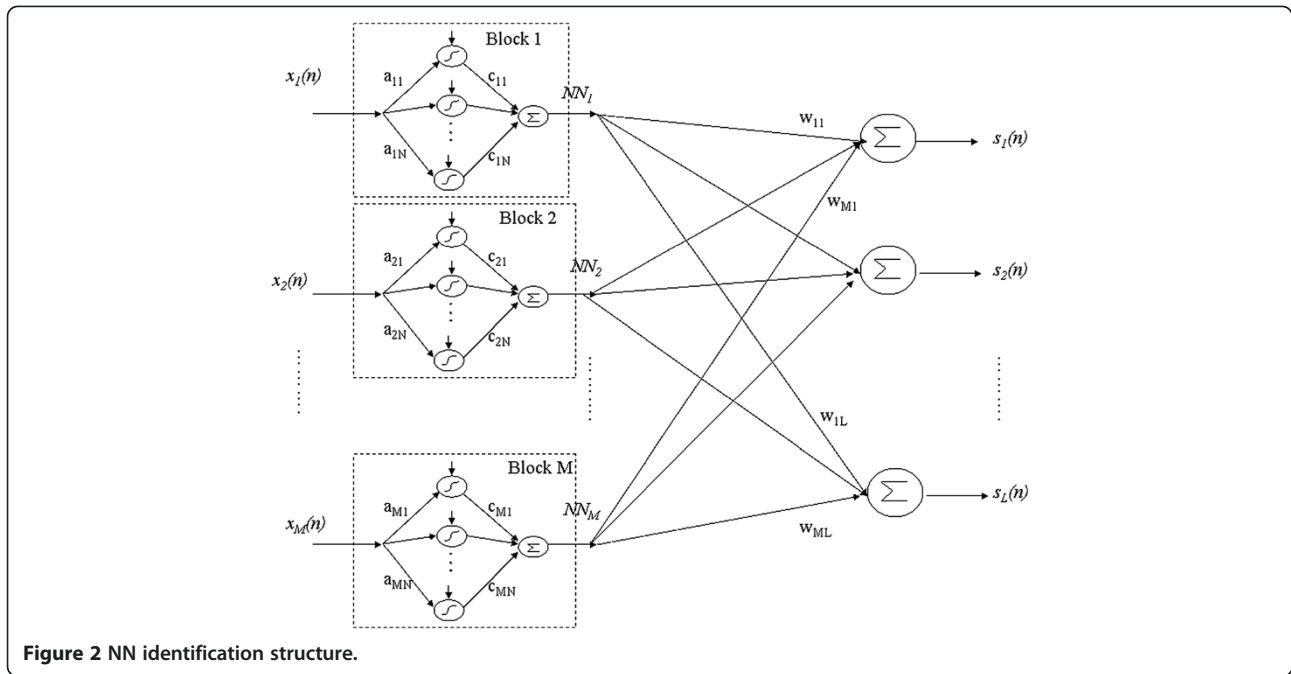 Block 1
x₁(n)
a₁₁
c₁₁
NN₁
a₁N
c₁N
Σ
w₁₁
Σ
s₁(n)
Block 2
x₂(n)
a₂₁
c₂₁
NN₂
a₂N
c₂N
Σ
w_M1
Σ
s₂(n)
w₁L
Block M
x_M(n)
a_M1
c_M1
NN_M
a_MN
c_MN
Σ
w_ML
Σ
s_L(n)
Figure 2 NN identification structure.